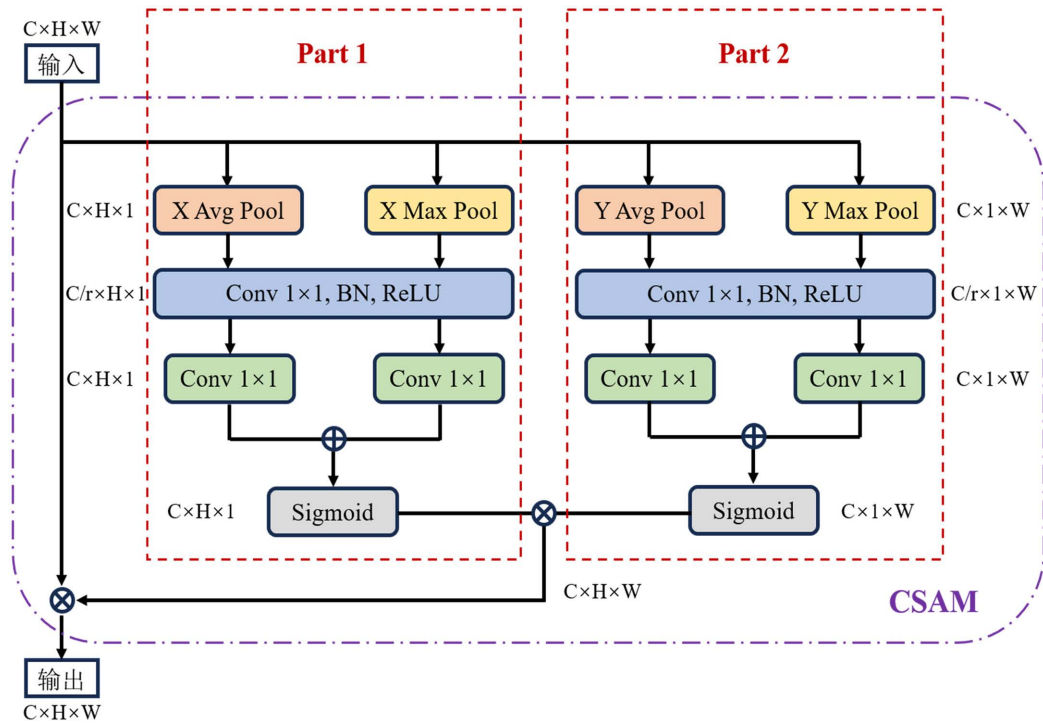 C×H×W
输入
Part 1
Part 2
C×H×1
X Avg Pool
X Max Pool
Y Avg Pool
Y Max Pool
C×1×W
C/r×H×1
Conv 1×1, BN, ReLU
Conv 1×1, BN, ReLU
C/r×1×W
C×H×1
Conv 1×1
Conv 1×1
Conv 1×1
Conv 1×1
C×1×W
C×H×1
Sigmoid
Sigmoid
C×1×W
C×H×W
CSAM
输出
C×H×W